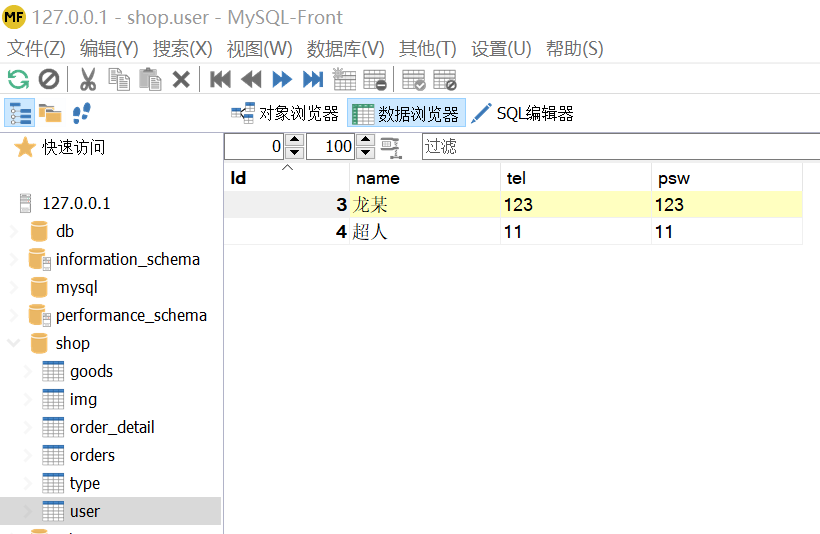 MF 127.0.0.1 - shop.user - MySQL-Front
文件(Z) 编辑(Y) 搜索(X) 视图(W) 数据库(V) 其他(T) 设置(U) 帮助(S)
对象浏览器 数据浏览器 SQL编辑器
快速访问
0 100 过滤
Id name tel psw
3 龙某 123 123
4 超人 11 11
127.0.0.1
db
information_schema
mysql
performance_schema
shop
goods
img
order_detail
orders
type
user